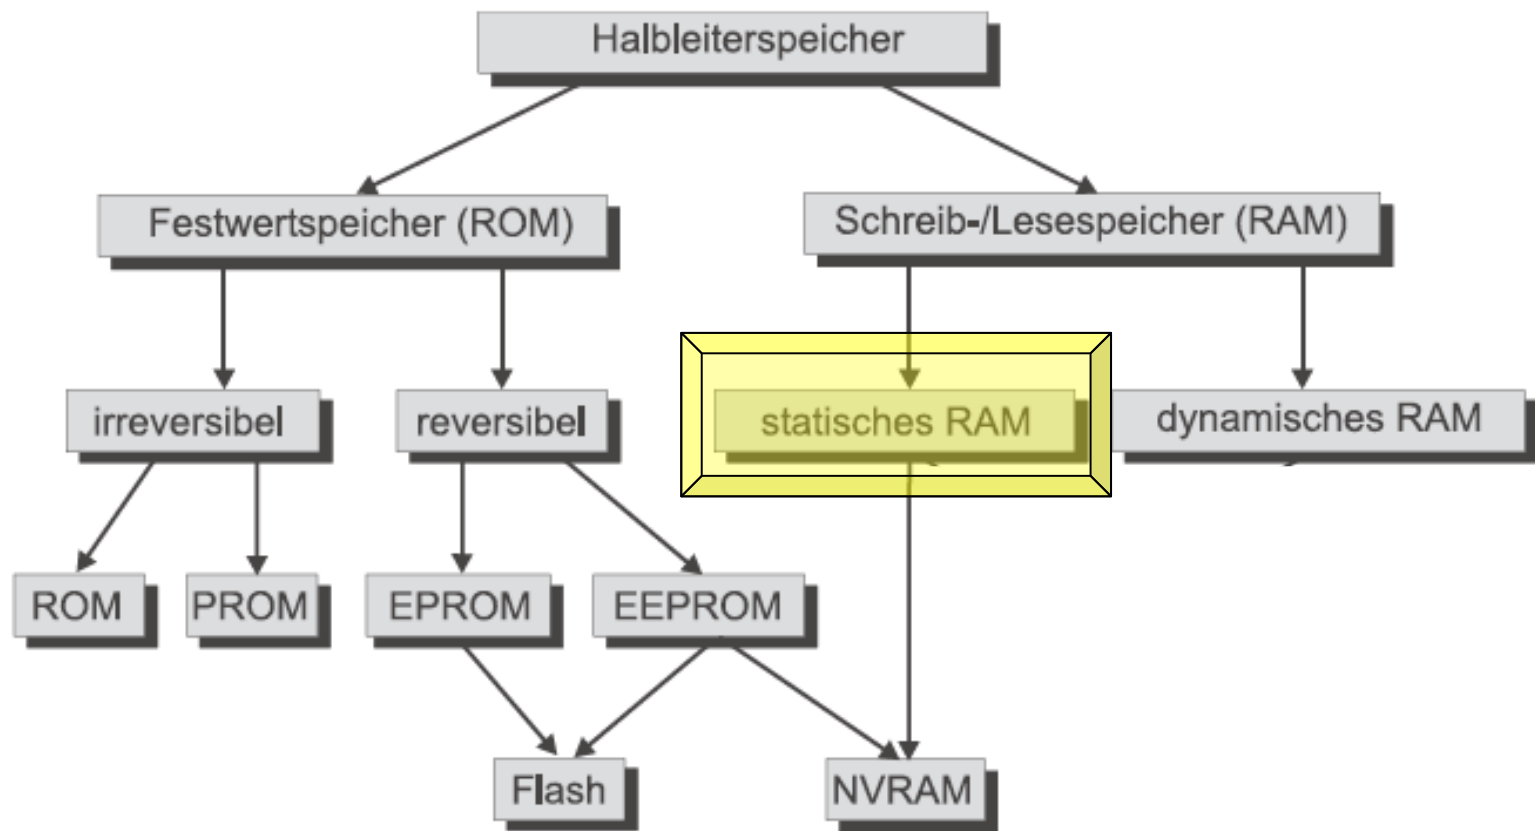 Halbleiterspeicher
Festwertspeicher (ROM)
Schreib-/Lesespeicher (RAM)
irreversibel
reversibel
statisches RAM
dynamisches RAM
ROM
PROM
EPROM
EEPROM
Flash
NVRAM